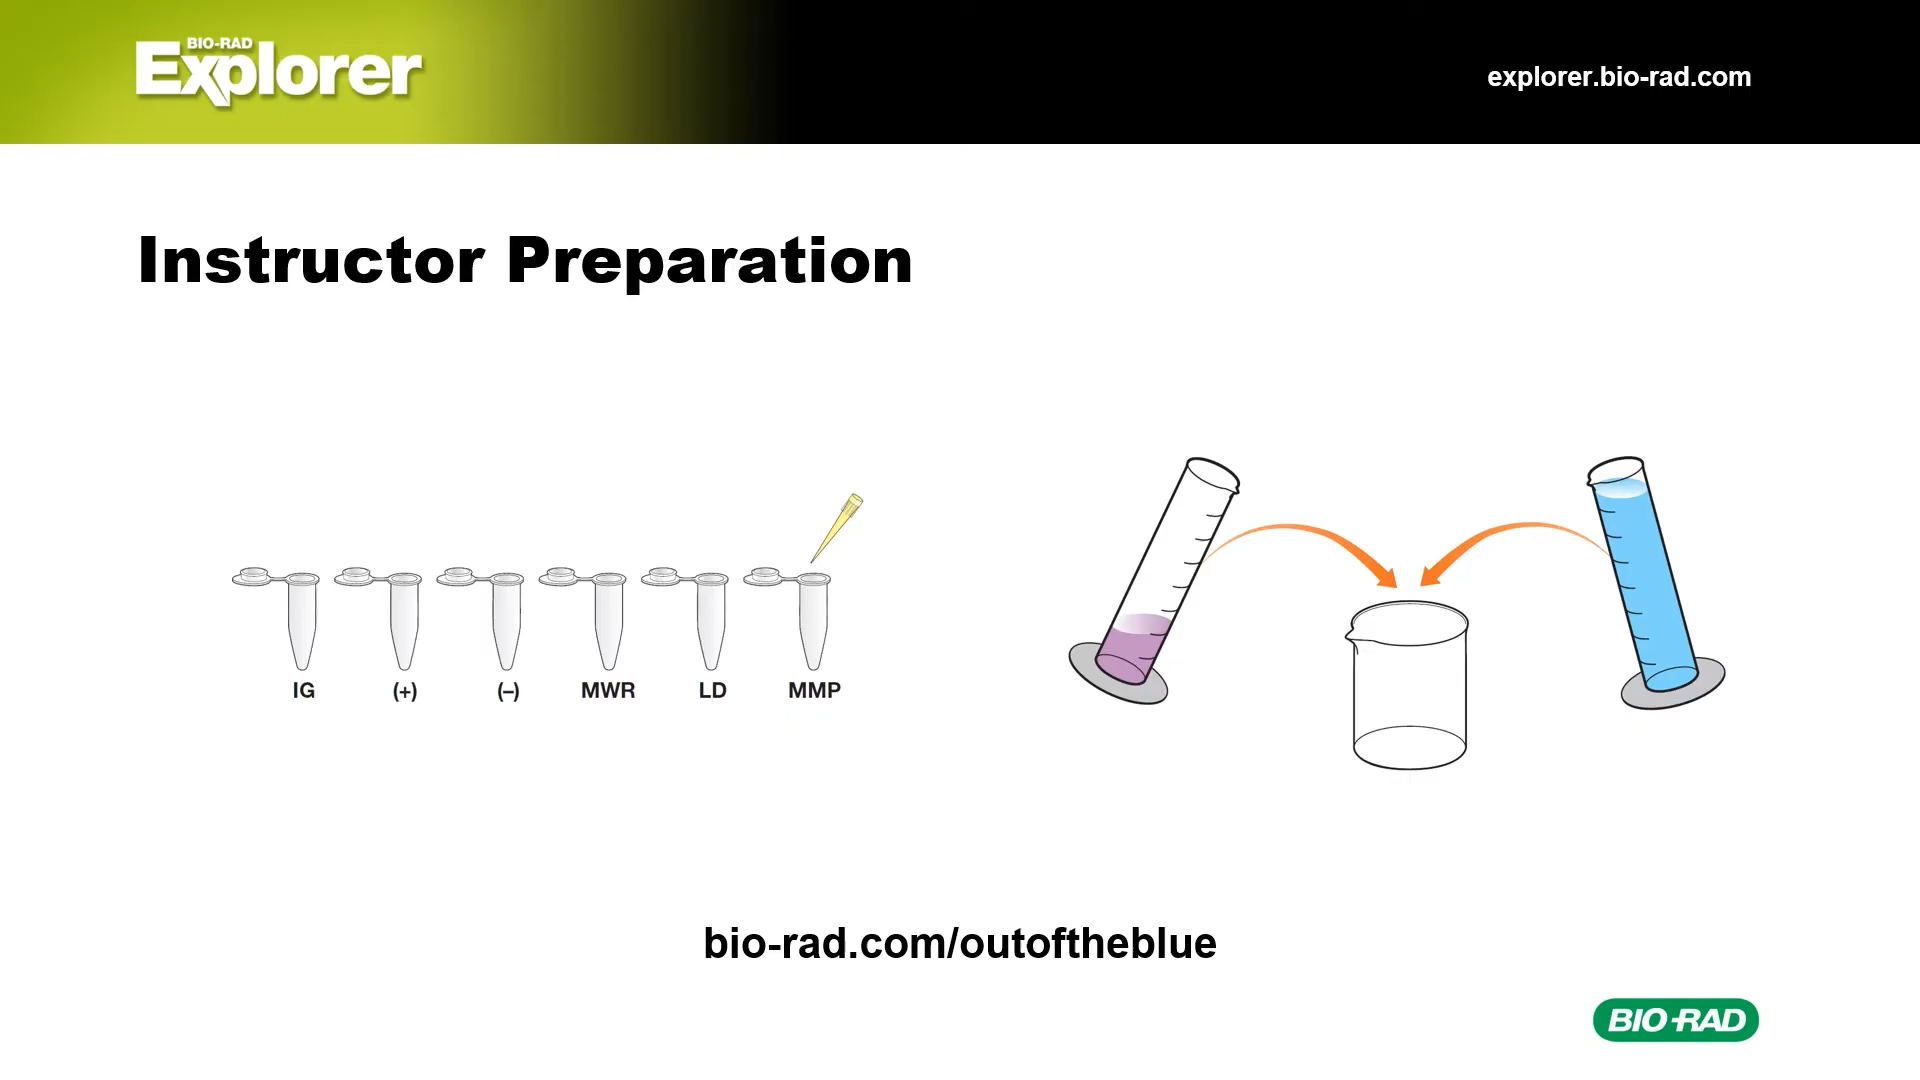 BIO-RAD
Explorer
explorer.bio-rad.com
Instructor Preparation
IG (+) (–) MWR LD MMP
bio-rad.com/outoftheblue
BIO-RAD